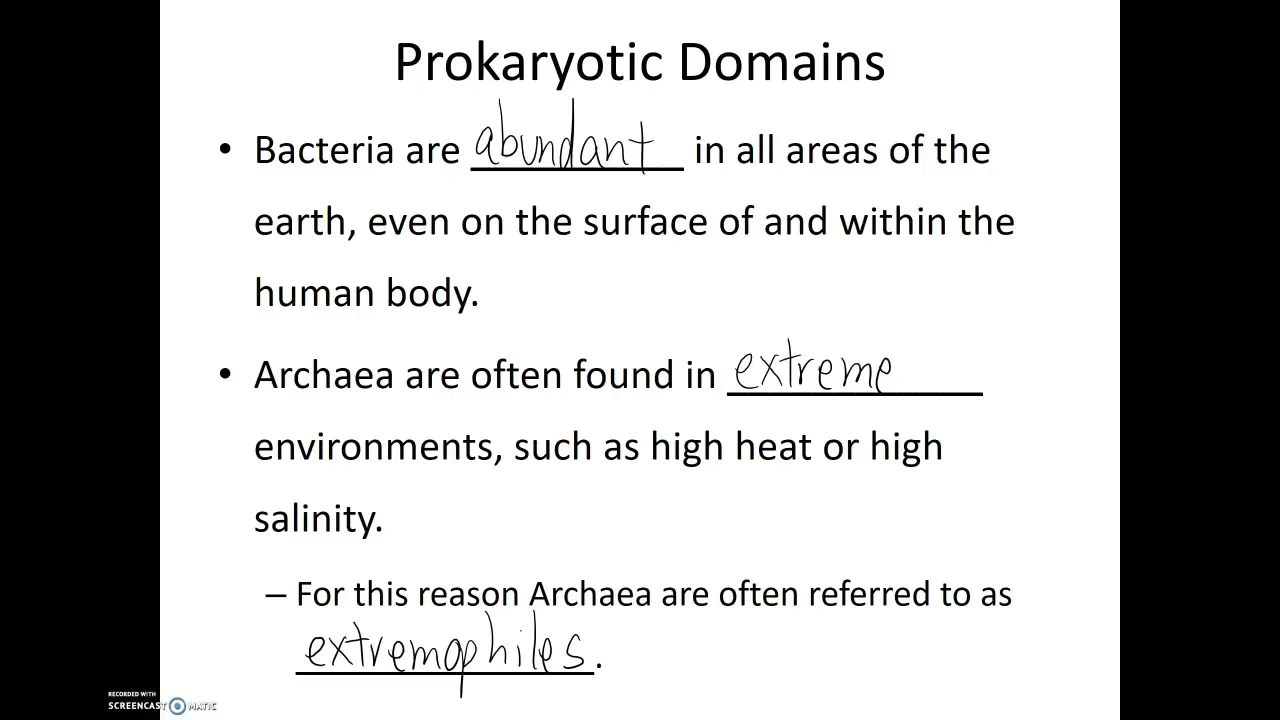 Prokaryotic Domains
• Bacteria are abundant in all areas of the
earth, even on the surface of and within the
human body.
• Archaea are often found in extreme
environments, such as high heat or high
salinity.
– For this reason Archaea are often referred to as
extremophiles.
RECORDED WITH
SCREENCAST MATIC